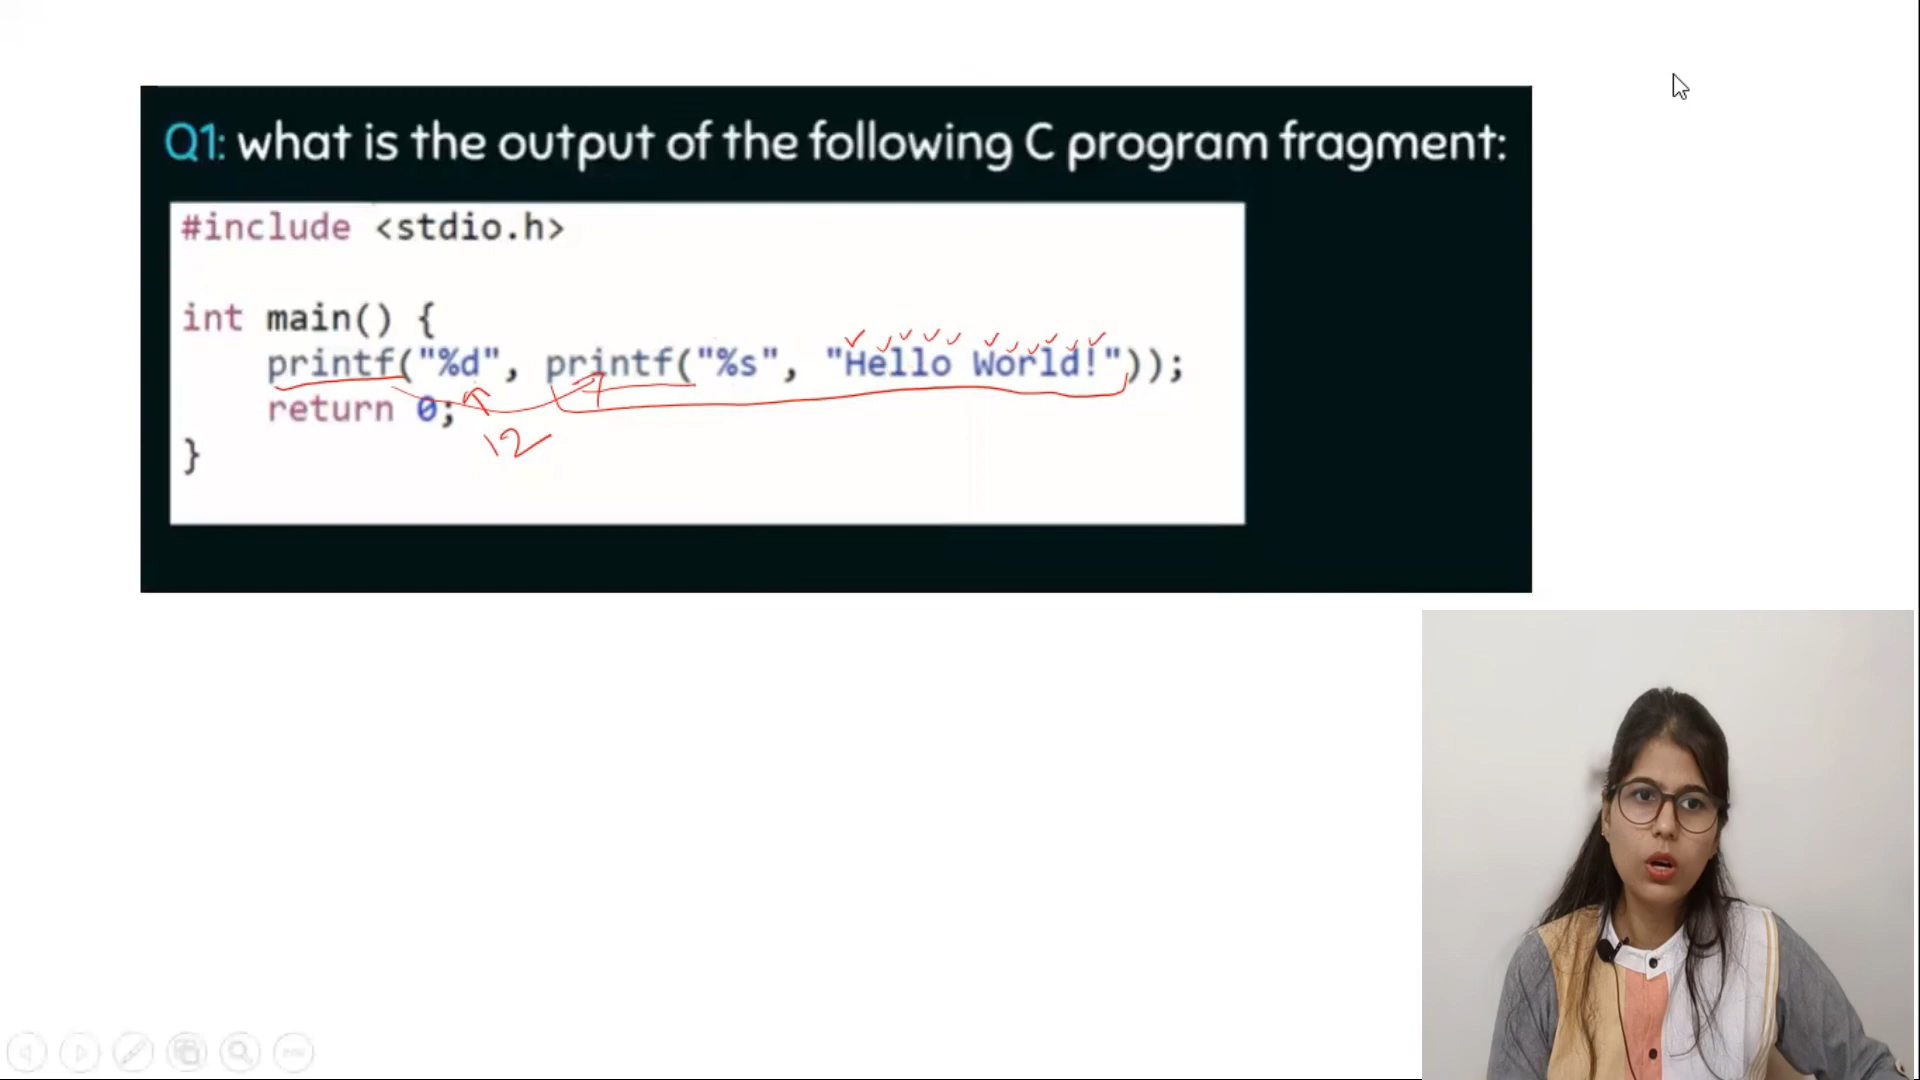 Q1: what is the output of the following C program fragment:
#include <stdio.h>
int main() {
printf("%d", printf("%s", "Hello World!"));
return 0;
12
}